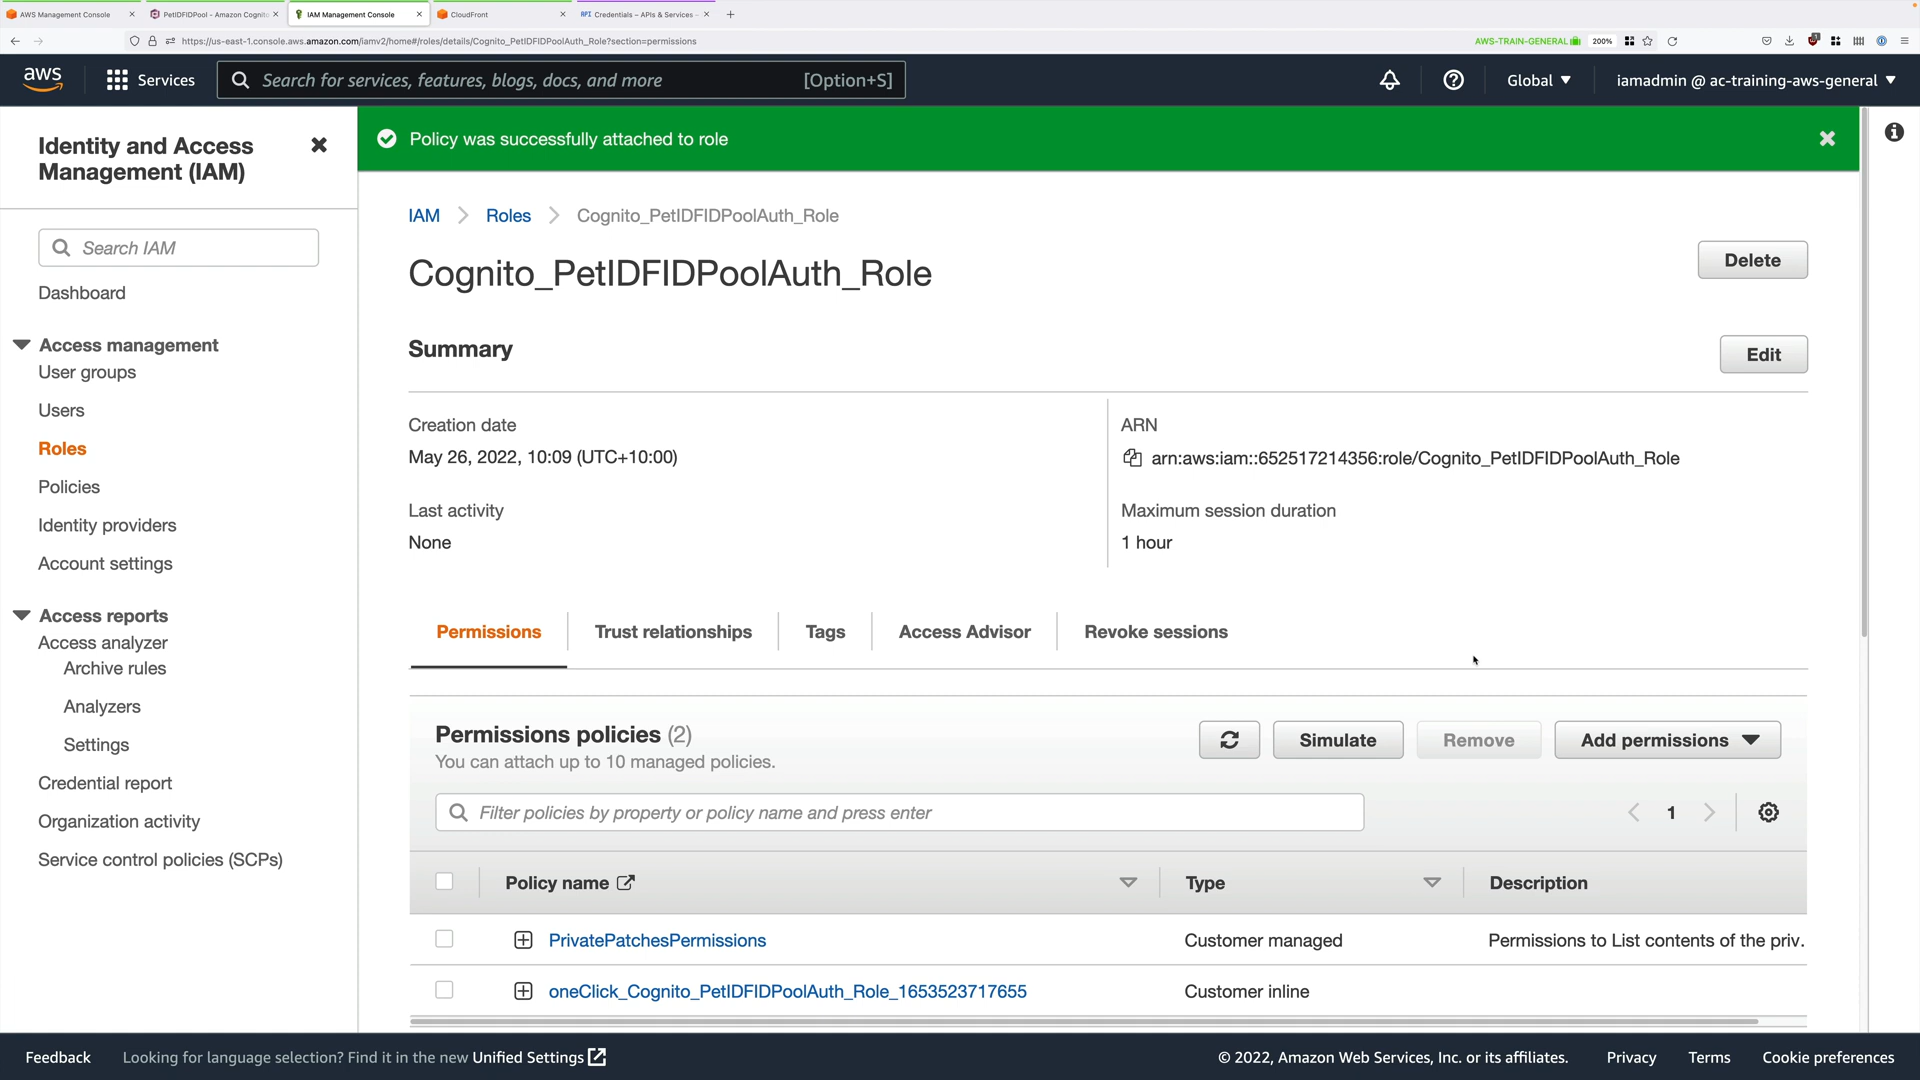 AWS Management Console
PetIDFIDPool - Amazon Cognito
IAM Management Console
CloudFront
API Credentials – APIs & Services –
https://us-east-1.console.aws.amazon.com/iamv2/home#/roles/details/Cognito_PetIDFIDPoolAuth_Role?section=permissions
AWS-TRAIN-GENERAL
200%
aws
Services
Search for services, features, blogs, docs, and more
[Option+S]
Global
iamadmin @ ac-training-aws-general
Identity and Access
Management (IAM)
Search IAM
Dashboard
Access management
User groups
Users
Roles
Policies
Identity providers
Account settings
Access reports
Access analyzer
Archive rules
Analyzers
Settings
Credential report
Organization activity
Service control policies (SCPs)
Policy was successfully attached to role
IAM
Roles
Cognito_PetIDFIDPoolAuth_Role
Cognito_PetIDFIDPoolAuth_Role
Delete
Summary
Edit
Creation date
May 26, 2022, 10:09 (UTC+10:00)
ARN
arn:aws:iam::652517214356:role/Cognito_PetIDFIDPoolAuth_Role
Last activity
None
Maximum session duration
1 hour
Permissions
Trust relationships
Tags
Access Advisor
Revoke sessions
Permissions policies (2)
You can attach up to 10 managed policies.
Simulate
Remove
Add permissions
Filter policies by property or policy name and press enter
1
Policy name
Type
Description
PrivatePatchesPermissions
Customer managed
Permissions to List contents of the priv.
oneClick_Cognito_PetIDFIDPoolAuth_Role_1653523717655
Customer inline
Feedback
Looking for language selection? Find it in the new Unified Settings
© 2022, Amazon Web Services, Inc. or its affiliates.
Privacy
Terms
Cookie preferences